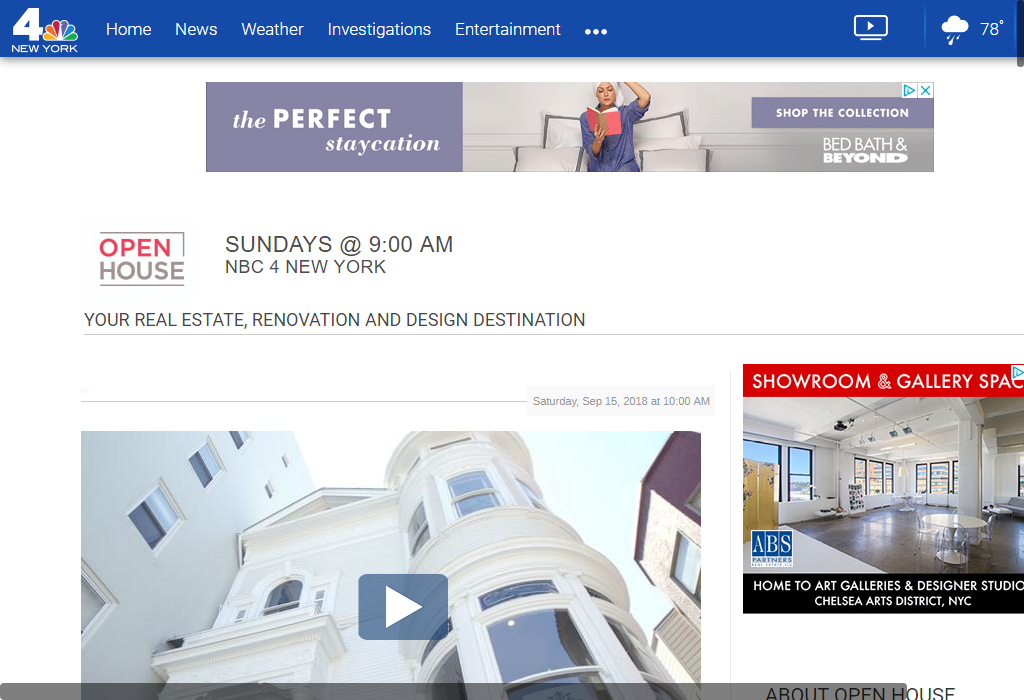 4
NEW YORK
Home
News
Weather
Investigations
Entertainment
78°
the PERFECT
staycation
SHOP THE COLLECTION
BED BATH &
BEYOND
OPEN
HOUSE
SUNDAYS @ 9:00 AM
NBC 4 NEW YORK
YOUR REAL ESTATE, RENOVATION AND DESIGN DESTINATION
Saturday, Sep 15, 2018 at 10:00 AM
SHOWROOM & GALLERY SPAC
ABS
PARTNERS
HOME TO ART GALLERIES & DESIGNER STUDIO
CHELSEA ARTS DISTRICT, NYC
ABOUT OPEN HOUSE